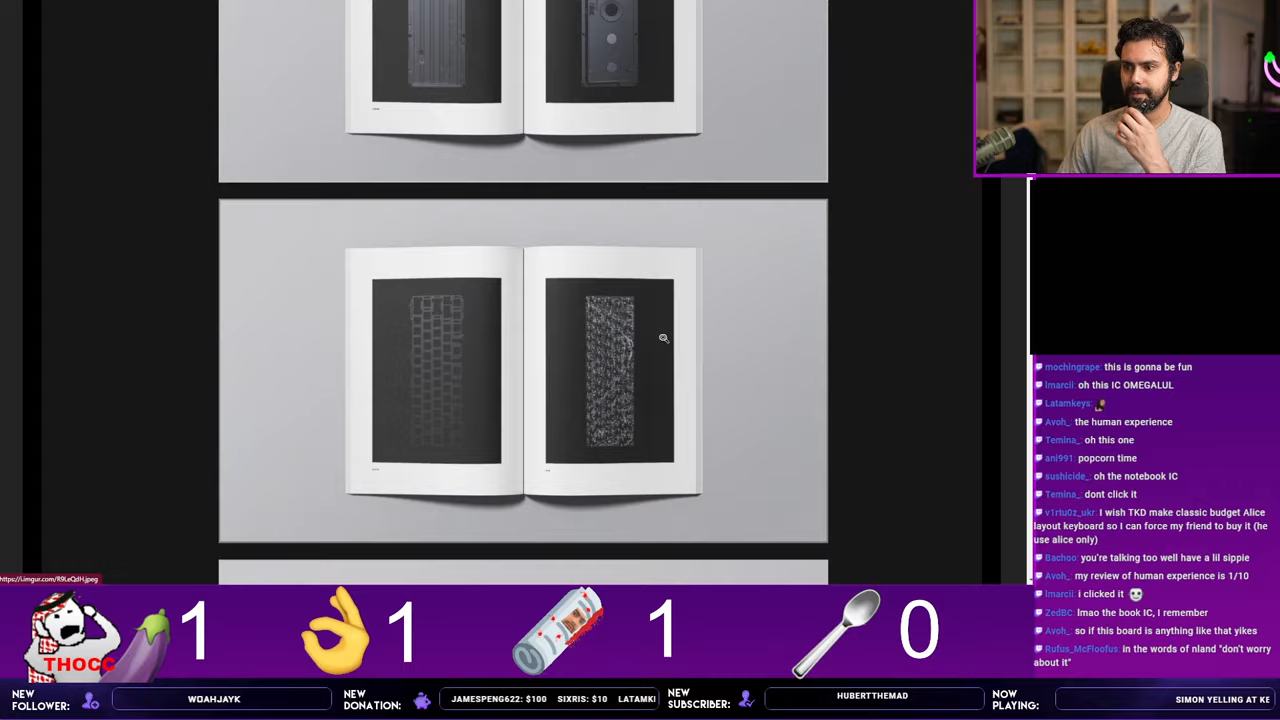 mochingrape: this is gonna be fun
lmarcii: oh this IC OMEGALUL
Latamkeys:
Avoh_: the human experience
Temina_: oh this one
ani991: popcorn time
sushicide_: oh the notebook IC
Temina_: dont click it
v1rtu0z_ukr: I wish TKD make classic budget Alice
layout keyboard so I can force my friend to buy it (he
use alice only)
Bachoo: you're talking too well have a lil sippie
Avoh_: my review of human experience is 1/10
lmarcii: i clicked it
ZedBC: lmao the book IC, I remember
Avoh_: so if this board is anything like that yikes
Rufus_McFloofus: in the words of nland "don't worry
about it"
https://i.imgur.com/R9LeQdH.jpeg
THOCC
1
1
1
0
NEW
FOLLOWER:
WOAHJAYK
NEW
DONATION:
JAMESPENG622: $100 SIXRIS: $10 LATAMKI
NEW
SUBSCRIBER:
HUBERTTHEMAD
NOW
PLAYING:
SIMON YELLING AT KE